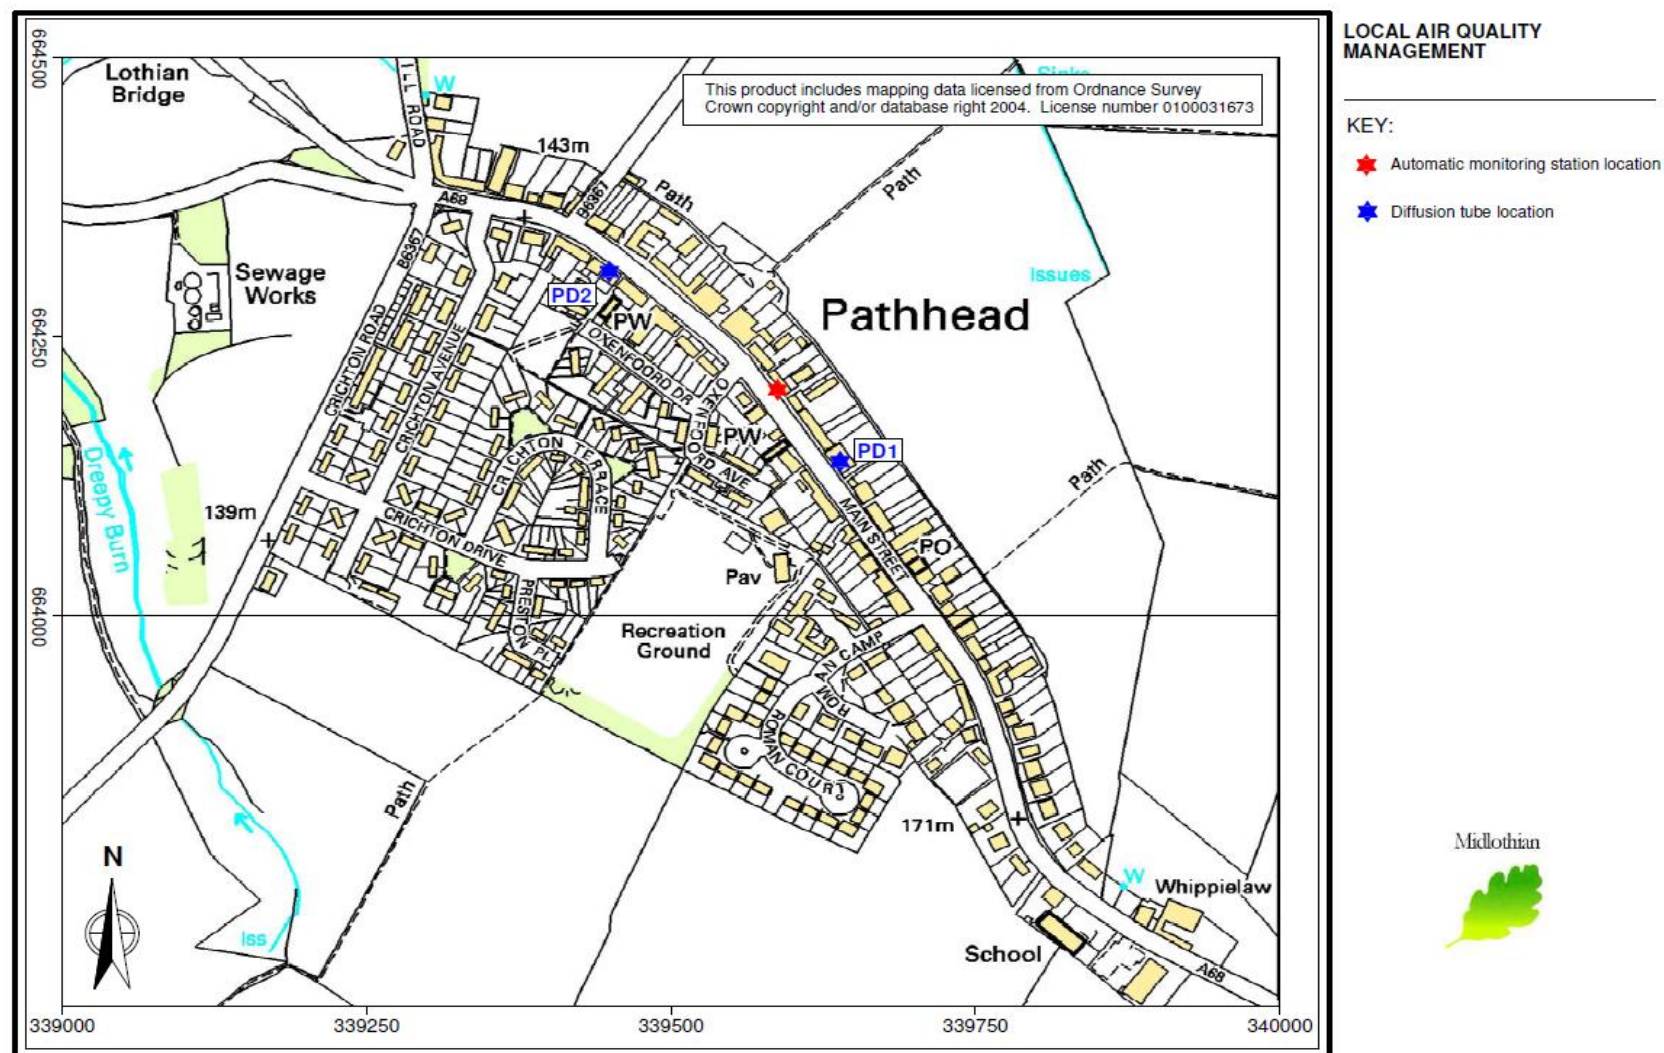 LOCAL AIR QUALITY
MANAGEMENT
KEY:
Automatic monitoring station location
Diffusion tube location
This product includes mapping data licensed from Ordnance Survey
Crown copyright and/or database right 2004. License number 0100031673
664500
664250
664000
339000
339250
339500
339750
340000
Lothian
Bridge
ILL ROAD
W
143m
A68
B6367
Path
Path
B6367
Sewage
Works
Issues
PD2
PW
Pathhead
OXENFOORD DR
CRICHTON ROAD
CRICHTON AVENUE
OXENFOORD AVE
PW
PD1
CRICHTON TERRACE
Path
Dreepy Burn
139m
CRICHTON DRIVE
MAIN STREET
PO
Pav
PRESTON PL
Recreation
Ground
ROMAN CAMP
ROMAN COURT
Path
171m
N
Iss
W
Whippielaw
School
A68
Midlothian